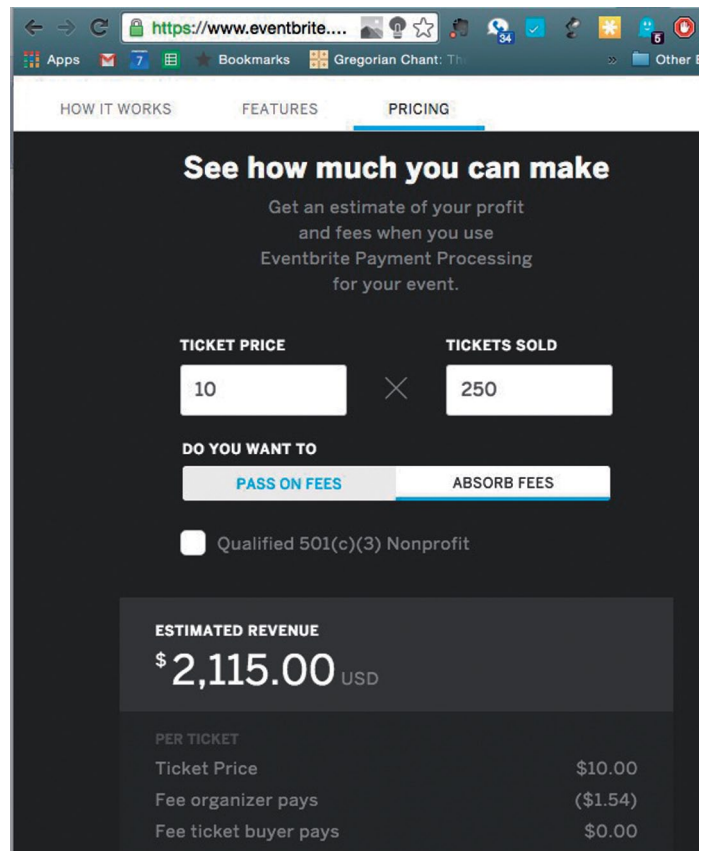 https://www.eventbrite....
34
5
Apps
7
Bookmarks
Gregorian Chant: Th
»
Other
HOW IT WORKS
FEATURES
PRICING
See how much you can make
Get an estimate of your profit
and fees when you use
Eventbrite Payment Processing
for your event.
TICKET PRICE
TICKETS SOLD
10
250
DO YOU WANT TO
PASS ON FEES
ABSORB FEES
Qualified 501(c)(3) Nonprofit
ESTIMATED REVENUE
$2,115.00 USD
PER TICKET
Ticket Price $10.00
Fee organizer pays ($1.54)
Fee ticket buyer pays $0.00